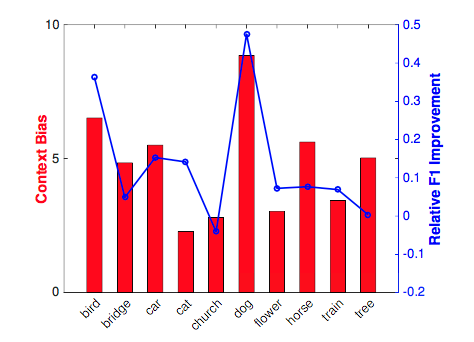 10
5
0
Context Bias
0.5
0.4
0.3
0.2
0.1
0
-0.1
-0.2
Relative F1 Improvement
bird
bridge
car
cat
church
dog
flower
horse
train
tree